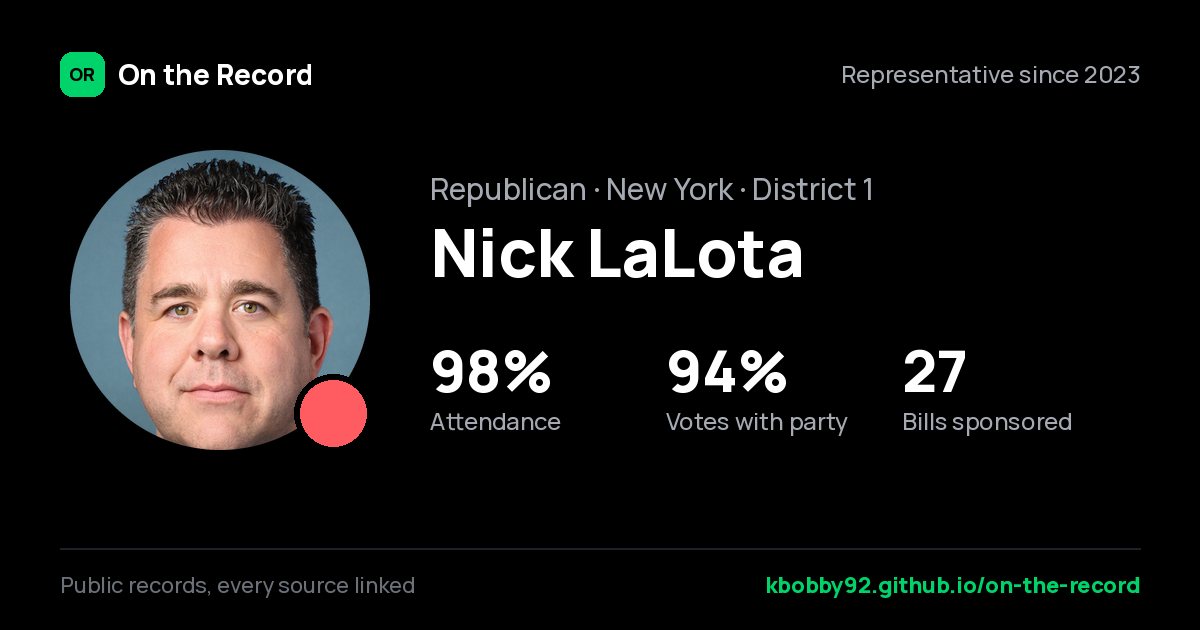 OR On the Record
Representative since 2023
Republican · New York · District 1
Nick LaLota
98% 94% 27
Attendance Votes with party Bills sponsored
Public records, every source linked
kbobby92.github.io/on-the-record